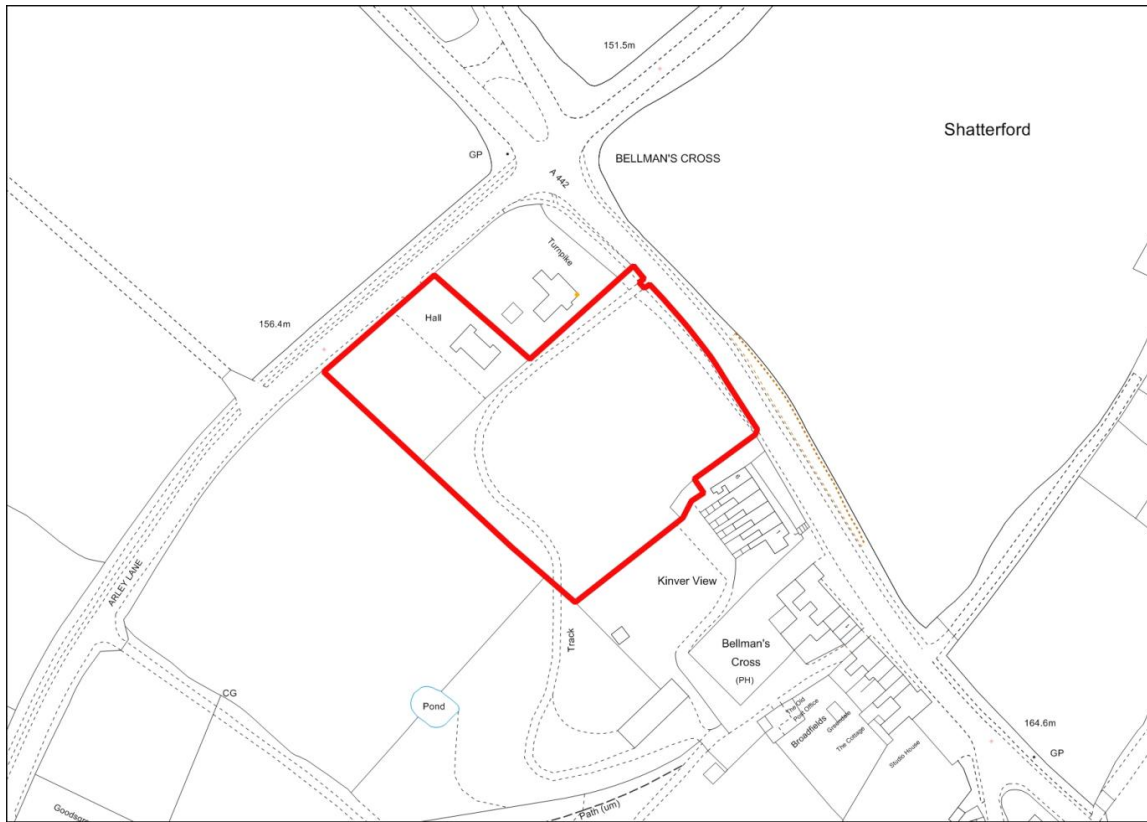 151.5m
Shatterford
GP
BELLMAN'S CROSS
A 442
Turnpike
Hall
156.4m
ARLEY LANE
Kinver View
Track
Bellman's
Cross
(PH)
CG
Pond
The Old
Post Office
Broadfields
Greendale
The Cottage
Studio House
164.6m
GP
Path (um)